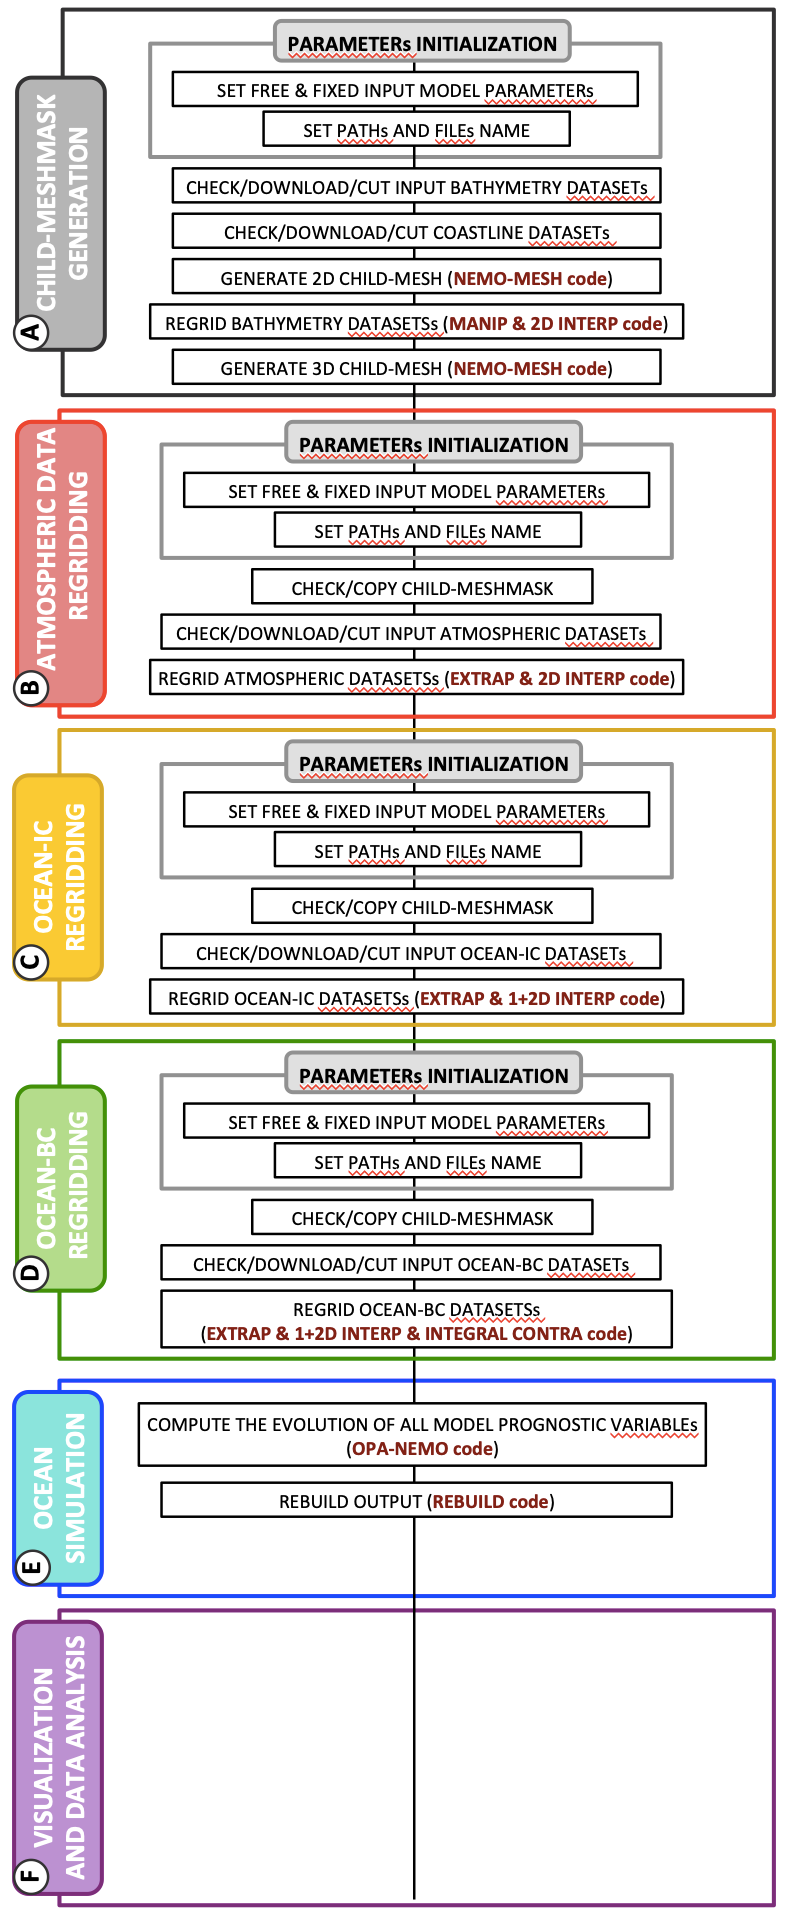 A CHILD-MESHMASK
GENERATION
PARAMETERs INITIALIZATION
SET FREE & FIXED INPUT MODEL PARAMETERs
SET PATHs AND FILEs NAME
CHECK/DOWNLOAD/CUT INPUT BATHYMETRY DATASETs
CHECK/DOWNLOAD/CUT COASTLINE DATASETs
GENERATE 2D CHILD-MESH (NEMO-MESH code)
REGRID BATHYMETRY DATASETSs (MANIP & 2D INTERP code)
GENERATE 3D CHILD-MESH (NEMO-MESH code)
B ATMOSPHERIC DATA
REGRIDDING
PARAMETERs INITIALIZATION
SET FREE & FIXED INPUT MODEL PARAMETERs
SET PATHs AND FILEs NAME
CHECK/COPY CHILD-MESHMASK
CHECK/DOWNLOAD/CUT INPUT ATMOSPHERIC DATASETs
REGRID ATMOSPHERIC DATASETSs (EXTRAP & 2D INTERP code)
C OCEAN-IC
REGRIDDING
PARAMETERs INITIALIZATION
SET FREE & FIXED INPUT MODEL PARAMETERs
SET PATHs AND FILEs NAME
CHECK/COPY CHILD-MESHMASK
CHECK/DOWNLOAD/CUT INPUT OCEAN-IC DATASETs
REGRID OCEAN-IC DATASETSs (EXTRAP & 1+2D INTERP code)
D OCEAN-BC
REGRIDDING
PARAMETERs INITIALIZATION
SET FREE & FIXED INPUT MODEL PARAMETERs
SET PATHs AND FILEs NAME
CHECK/COPY CHILD-MESHMASK
CHECK/DOWNLOAD/CUT INPUT OCEAN-BC DATASETs
REGRID OCEAN-BC DATASETSs
(EXTRAP & 1+2D INTERP & INTEGRAL CONTRA code)
E OCEAN
SIMULATION
COMPUTE THE EVOLUTION OF ALL MODEL PROGNOSTIC VARIABLEs
(OPA-NEMO code)
REBUILD OUTPUT (REBUILD code)
F VISUALIZATION
AND DATA ANALYSIS